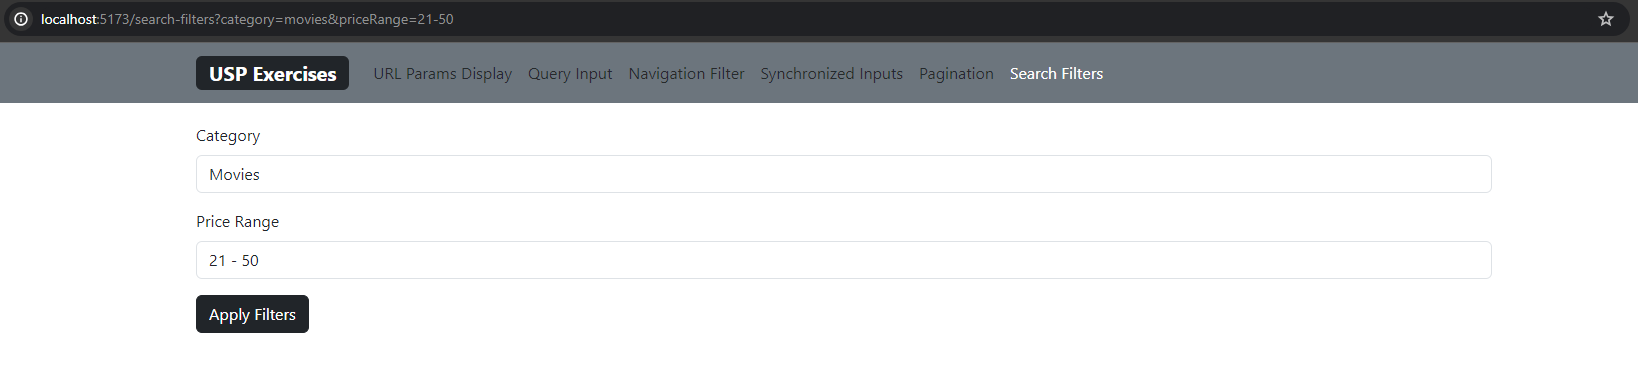 localhost:5173/search-filters?category=movies&priceRange=21-50
USP Exercises URL Params Display Query Input Navigation Filter Synchronized Inputs Pagination Search Filters
Category
Movies
Price Range
21 - 50
Apply Filters